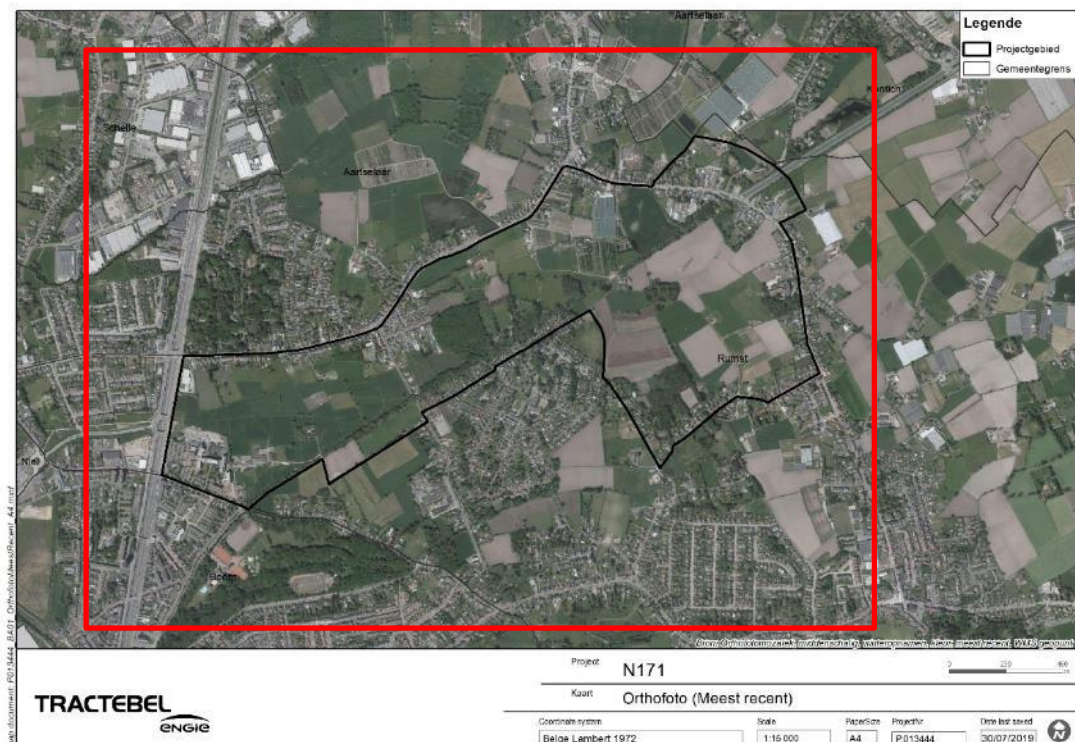 Aartselaar
Legende
Projectgebied
Gemeentegrens
Kontich
Schelle
Aartselaar
Rumst
Niel
Boom
Project N171
Kaart Orthofoto (Meest recent)
TRACTEBEL
ENGIE
Coordinate system
Belge Lambert 1972
Scale
1:16 000
PaperSize
A4
ProjectNr
P.013444
Date last saved
30/07/2019